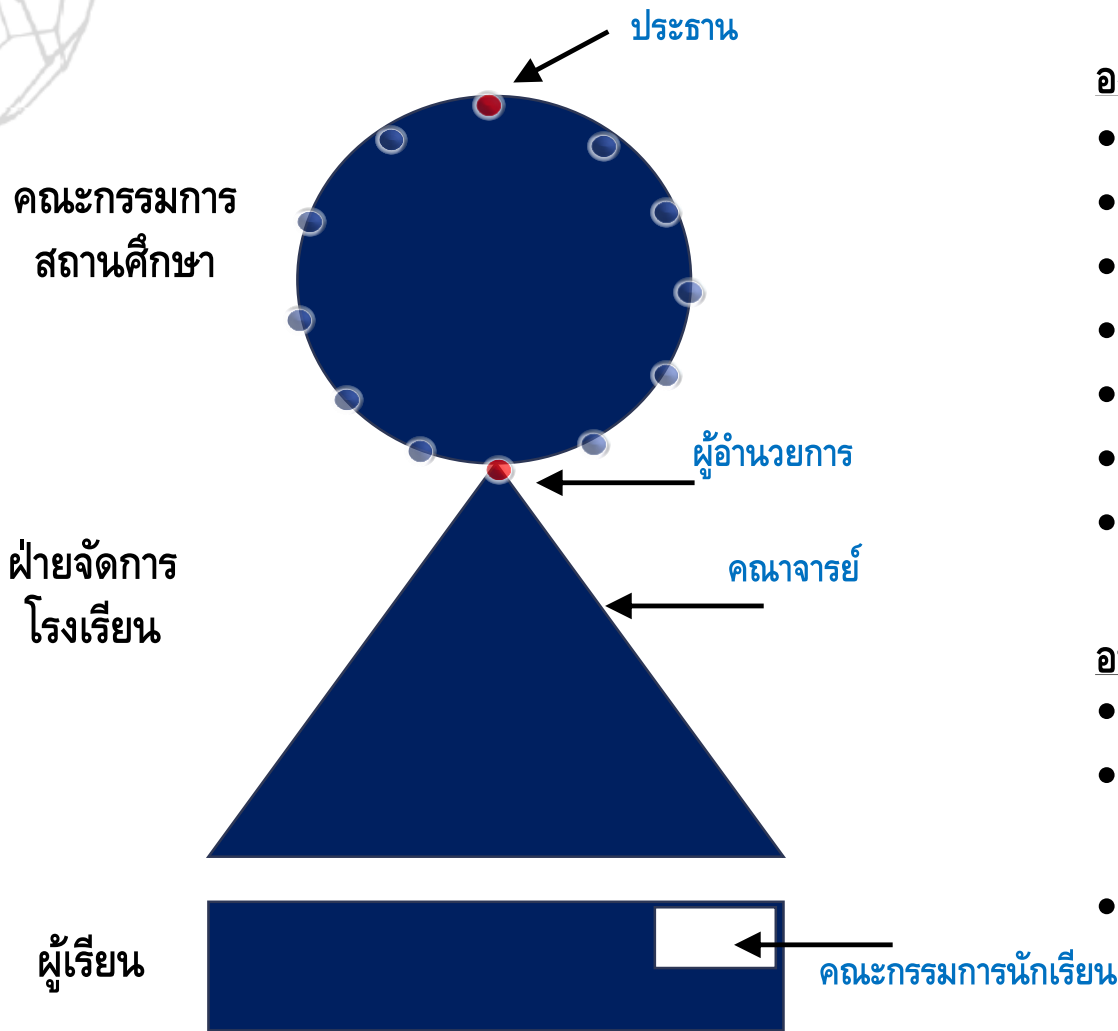 ประธาน
คณะกรรมการ
สถานศึกษา
ผู้อำนวยการ
ฝ่ายจัดการ
โรงเรียน
คณาจารย์
ผู้เรียน
คณะกรรมการนักเรียน